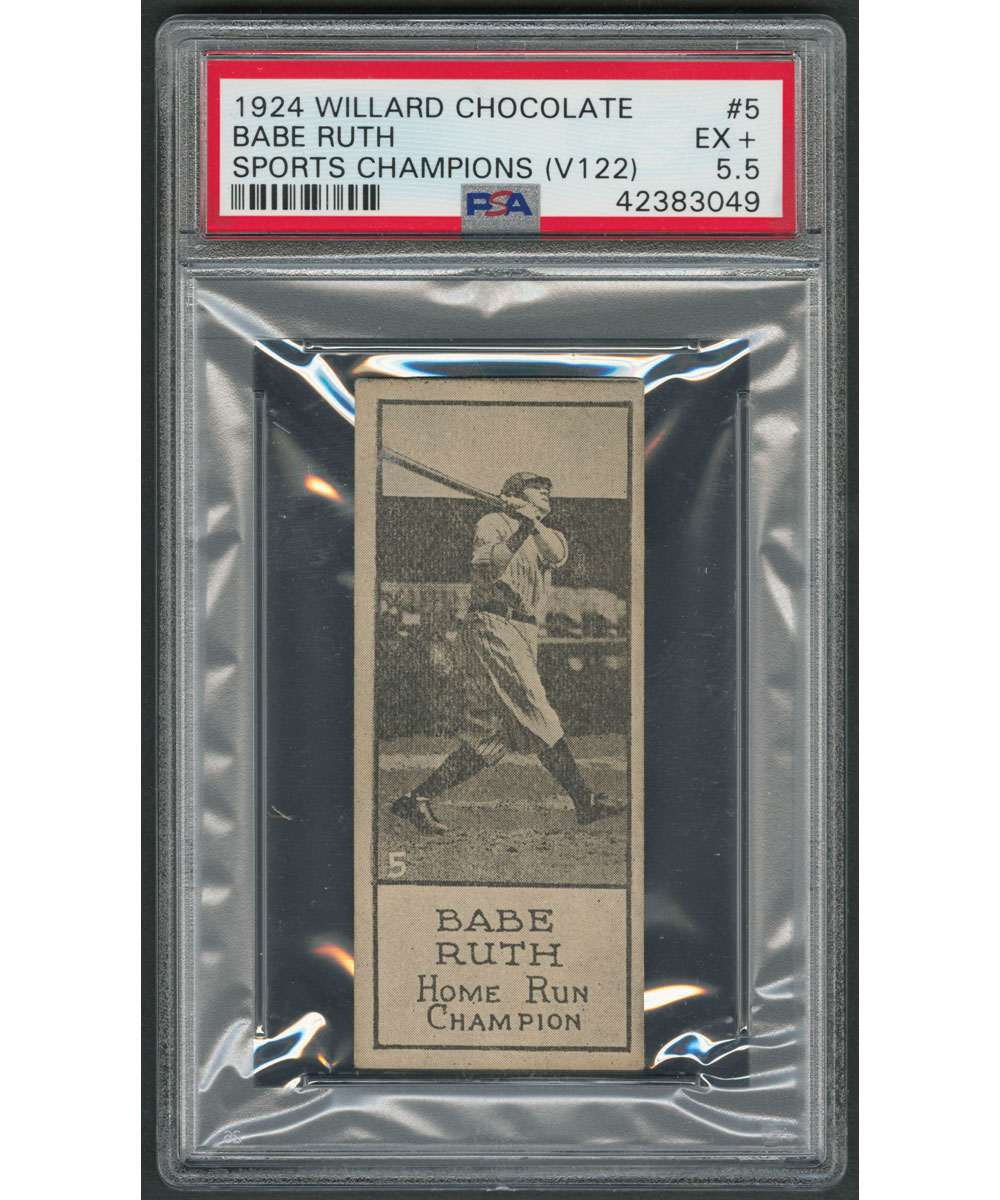 1924 WILLARD CHOCOLATE #5
BABE RUTH EX +
SPORTS CHAMPIONS (V122) 5.5
PSA 42383049
5
BABE
RUTH
HOME RUN
CHAMPION